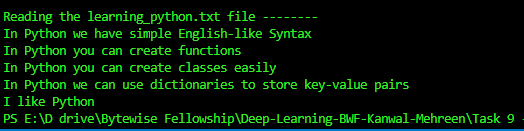 Reading the learning_python.txt file --------
In Python we have simple English-like Syntax
In Python you can create functions
In Python you can create classes easily
In Python we can use dictionaries to store key-value pairs
I like Python
PS E:\D drive\Bytewise Fellowship\Deep-Learning-BWF-Kanwal-Mehreen\Task 9 -